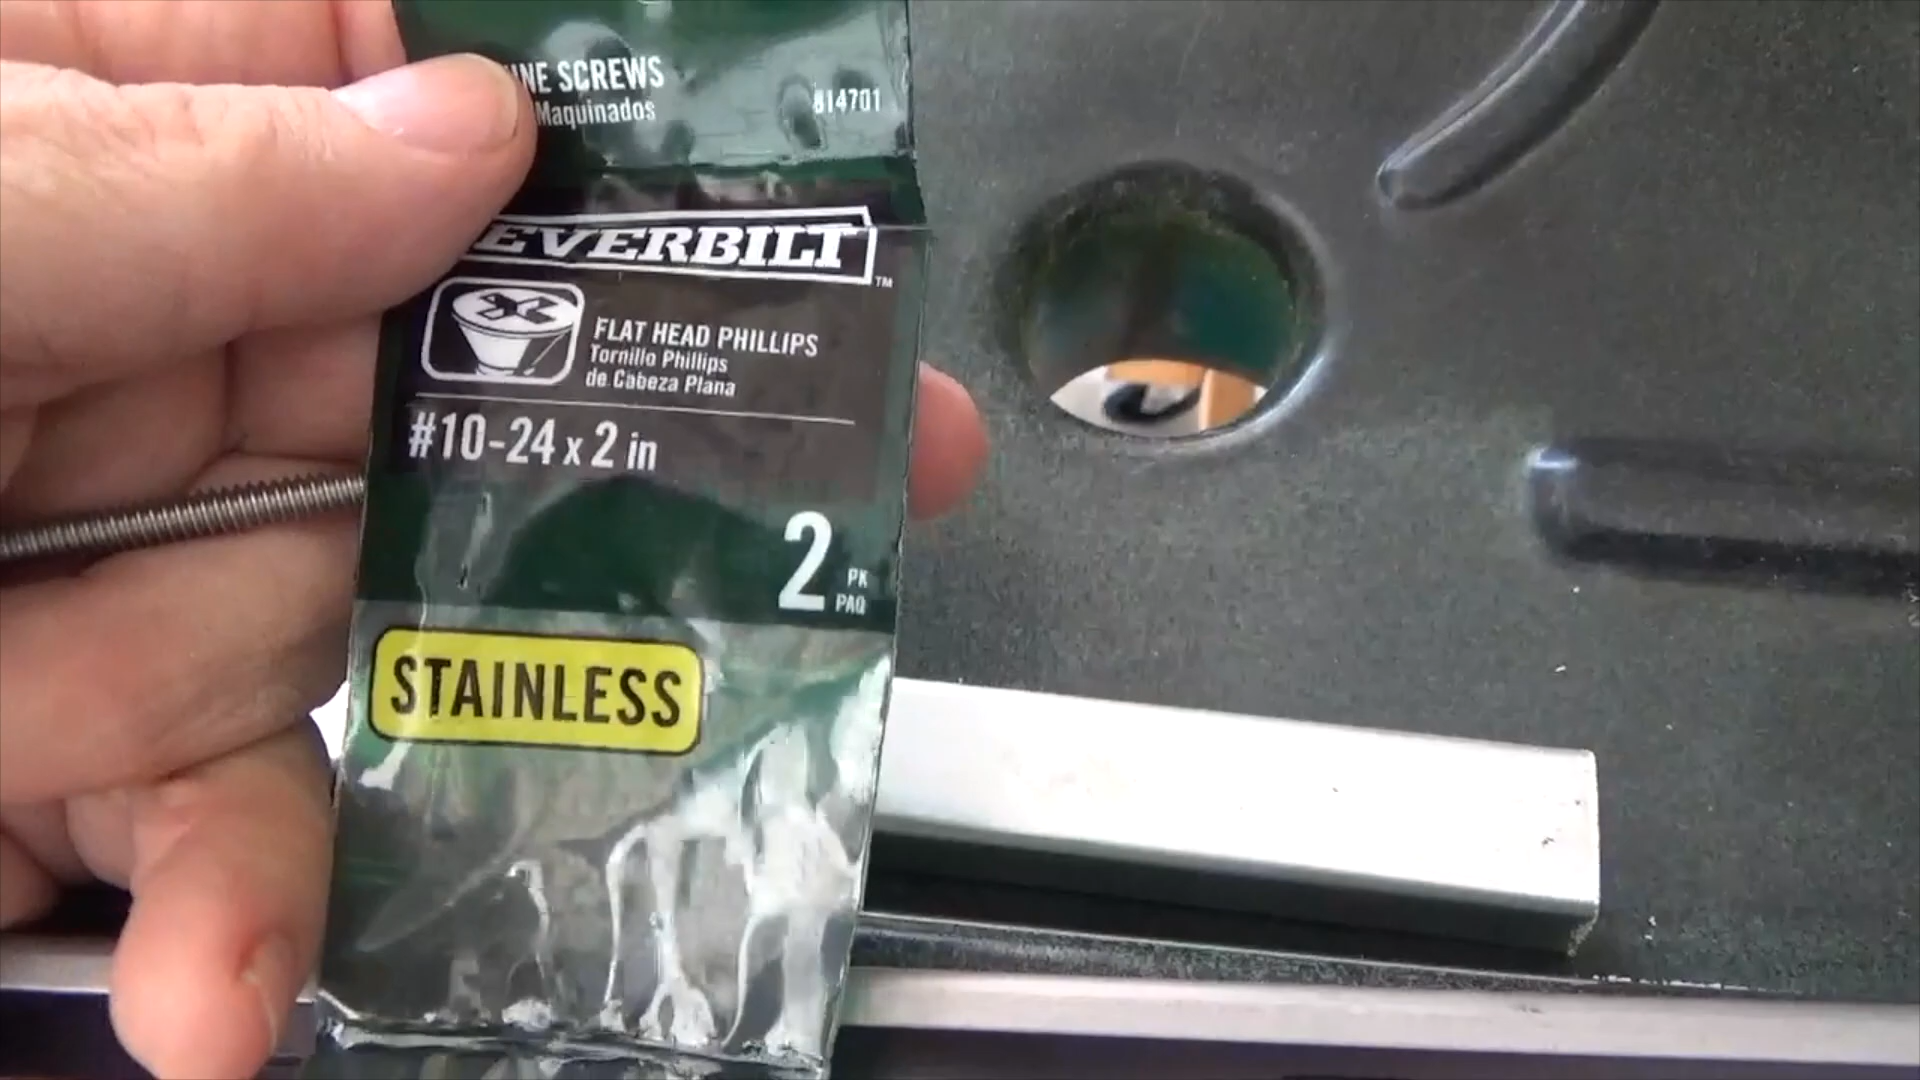 INE SCREWS
Maquinados
814701
EVERBILT
TM
FLAT HEAD PHILLIPS
Tornillo Phillips
de Cabeza Plana
#10-24 x 2 in
2
PK
PAQ
STAINLESS